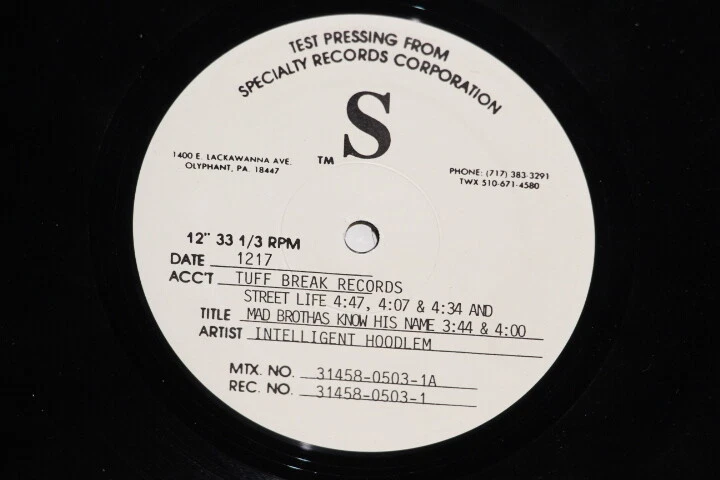 TEST PRESSING FROM
SPECIALTY RECORDS CORPORATION
S
TM
1400 E. LACKAWANNA AVE.
OLYPHANT, PA. 18447
PHONE: (717) 383-3291
TWX 510-671-4580
12" 33 1/3 RPM
DATE 1217
ACC'T TUFF BREAK RECORDS
STREET LIFE 4:47, 4:07 & 4:34 AND
TITLE MAD BROTHAS KNOW HIS NAME 3:44 & 4:00
ARTIST INTELLIGENT HOODLEM
MTX. NO. 31458-0503-1A
REC. NO. 31458-0503-1